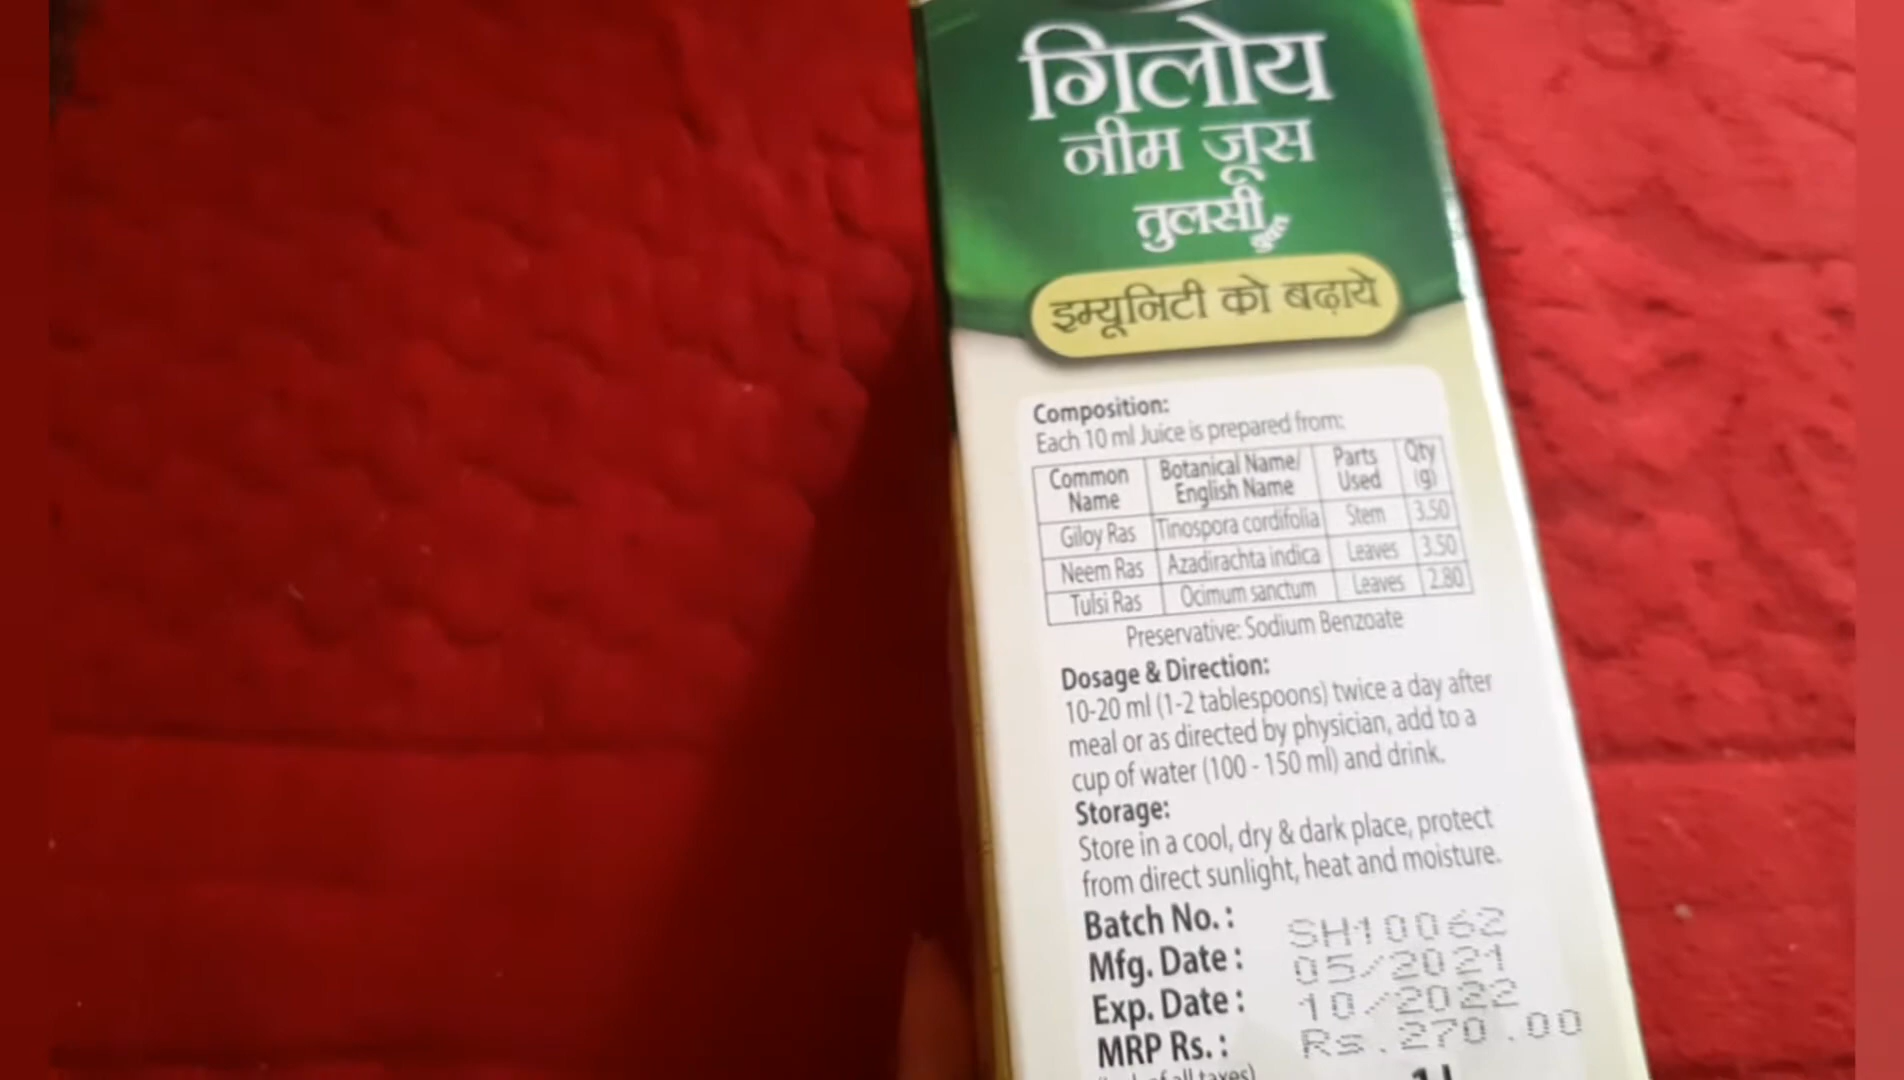 गिलोय
नीम जूस
तुलसी युक्त
इम्यूनिटी को बढ़ाये
Composition:
Each 10 ml Juice is prepared from:
Common Name Botanical Name/ English Name Parts Used Qty (g)
Giloy Ras Tinospora cordifolia Stem 3.50
Neem Ras Azadirachta indica Leaves 3.50
Tulsi Ras Ocimum sanctum Leaves 2.80
Preservative: Sodium Benzoate
Dosage & Direction:
10-20 ml (1-2 tablespoons) twice a day after
meal or as directed by physician, add to a
cup of water (100 - 150 ml) and drink.
Storage:
Store in a cool, dry & dark place, protect
from direct sunlight, heat and moisture.
Batch No. : SH10062
Mfg. Date : 05/2021
Exp. Date : 10/2022
MRP Rs. : Rs.270.00
of all taxes)